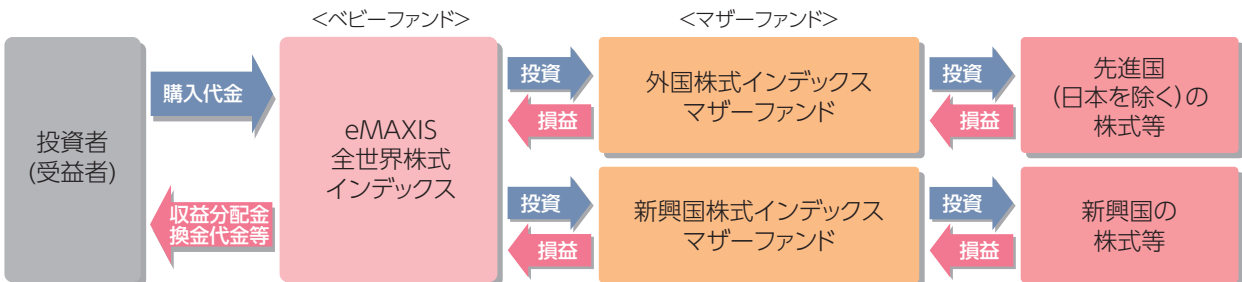 <ベビーファンド>
<マザーファンド>
投資者
(受益者)
購入代金
収益分配金
換金代金等
eMAXIS
全世界株式
インデックス
投資
損益
外国株式インデックス
マザーファンド
投資
損益
先進国
(日本を除く)の
株式等
投資
損益
新興国株式インデックス
マザーファンド
投資
損益
新興国の
株式等